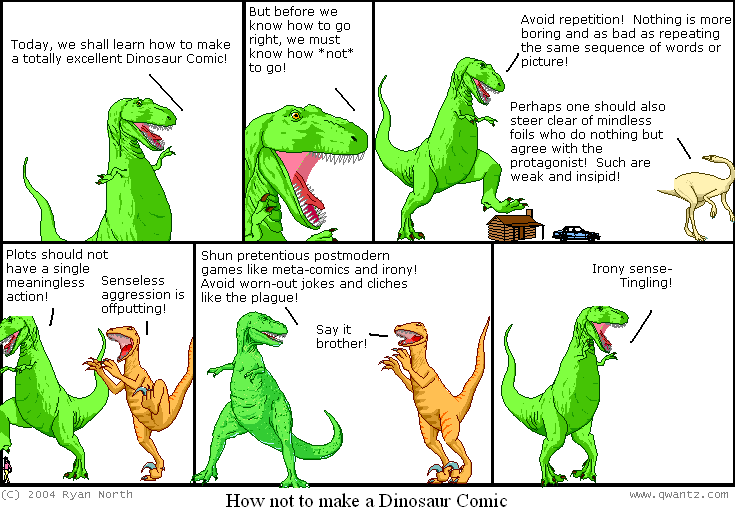 Today, we shall learn how to make
a totally excellent Dinosaur Comic!
But before we
know how to go
right, we must
know how *not*
to go!
Avoid repetition! Nothing is more
boring and as bad as repeating
the same sequence of words or
picture!
Perhaps one should also
steer clear of mindless
foils who do nothing but
agree with the
protagonist! Such are
weak and insipid!
Plots should not
have a single
meaningless
action!
Senseless
aggression is
offputting!
Shun pretentious postmodern
games like meta-comics and irony!
Avoid worn-out jokes and cliches
like the plague!
Say it
brother!
Irony sense-
Tingling!
(C) 2004 Ryan North
www.qwantz.com
How not to make a Dinosaur Comic